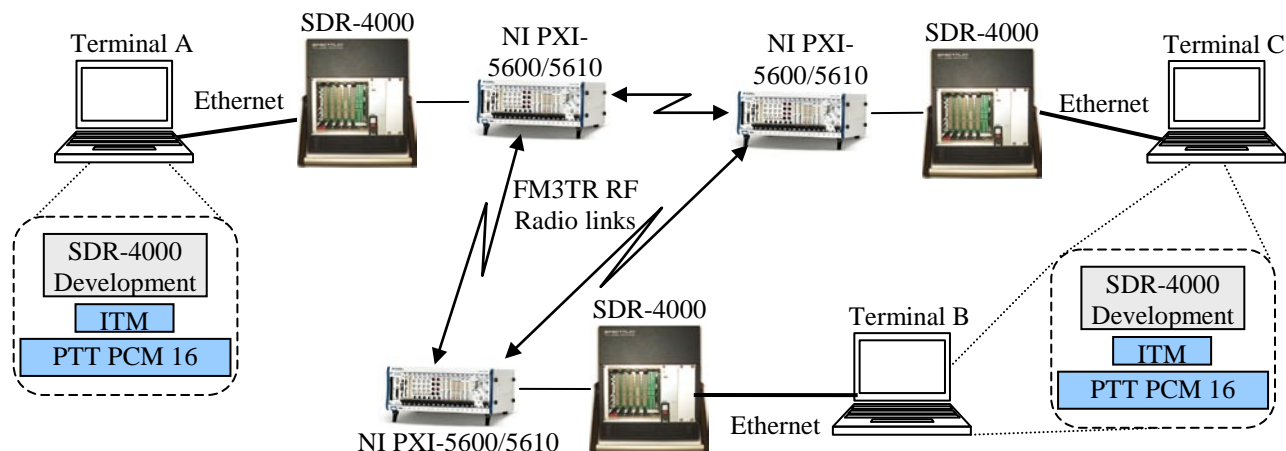 Terminal A
SDR-4000
NI PXI-
5600/5610
NI PXI-
5600/5610
SDR-4000
Terminal C
Ethernet
Ethernet
FM3TR RF
Radio links
SDR-4000
Development
ITM
PTT PCM 16
SDR-4000
Terminal B
SDR-4000
Development
ITM
PTT PCM 16
Ethernet
NI PXI-5600/5610